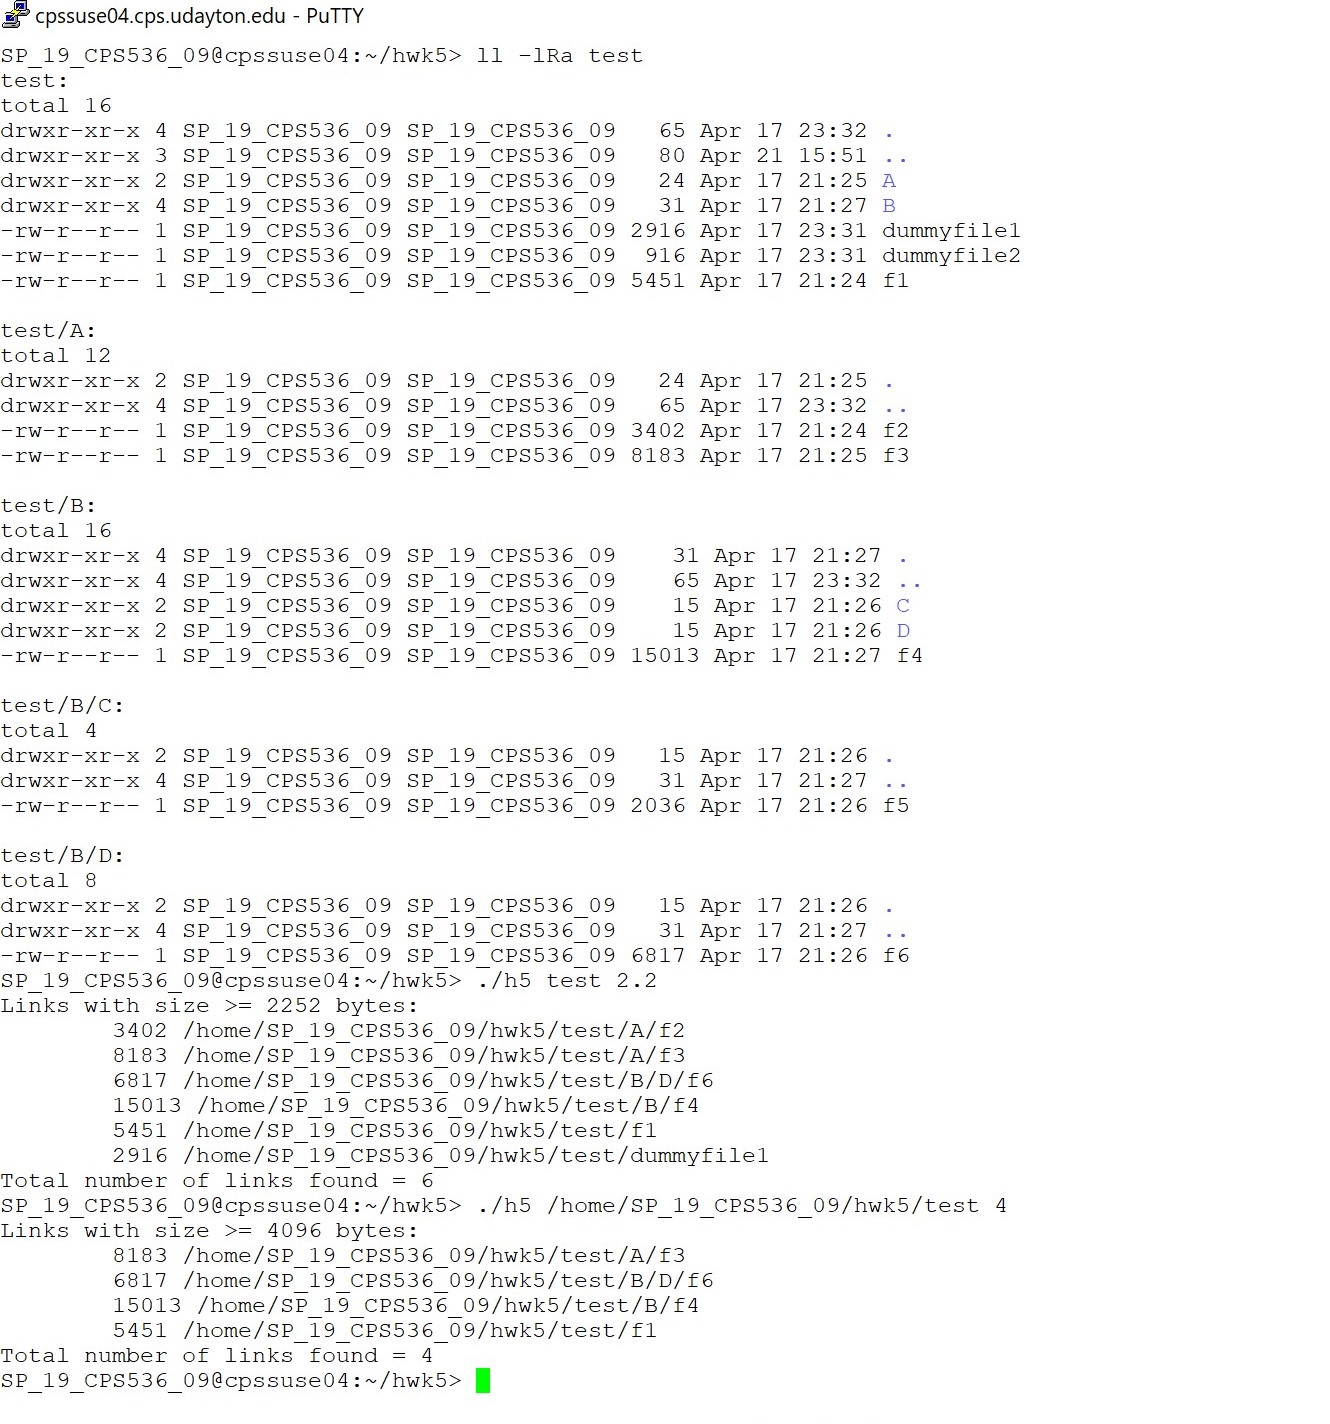 cpssuse04.cps.udayton.edu - PuTTY
SP_19_CPS536_09@cpssuse04:~/hwk5> ll -lRa test
test:
total 16
drwxr-xr-x 4 SP_19_CPS536_09 SP_19_CPS536_09   65 Apr 17 23:32 .
drwxr-xr-x 3 SP_19_CPS536_09 SP_19_CPS536_09   80 Apr 21 15:51 ..
drwxr-xr-x 2 SP_19_CPS536_09 SP_19_CPS536_09   24 Apr 17 21:25 A
drwxr-xr-x 4 SP_19_CPS536_09 SP_19_CPS536_09   31 Apr 17 21:27 B
-rw-r--r-- 1 SP_19_CPS536_09 SP_19_CPS536_09 2916 Apr 17 23:31 dummyfile1
-rw-r--r-- 1 SP_19_CPS536_09 SP_19_CPS536_09  916 Apr 17 23:31 dummyfile2
-rw-r--r-- 1 SP_19_CPS536_09 SP_19_CPS536_09 5451 Apr 17 21:24 f1

test/A:
total 12
drwxr-xr-x 2 SP_19_CPS536_09 SP_19_CPS536_09   24 Apr 17 21:25 .
drwxr-xr-x 4 SP_19_CPS536_09 SP_19_CPS536_09   65 Apr 17 23:32 ..
-rw-r--r-- 1 SP_19_CPS536_09 SP_19_CPS536_09 3402 Apr 17 21:24 f2
-rw-r--r-- 1 SP_19_CPS536_09 SP_19_CPS536_09 8183 Apr 17 21:25 f3

test/B:
total 16
drwxr-xr-x 4 SP_19_CPS536_09 SP_19_CPS536_09    31 Apr 17 21:27 .
drwxr-xr-x 4 SP_19_CPS536_09 SP_19_CPS536_09    65 Apr 17 23:32 ..
drwxr-xr-x 2 SP_19_CPS536_09 SP_19_CPS536_09    15 Apr 17 21:26 C
drwxr-xr-x 2 SP_19_CPS536_09 SP_19_CPS536_09    15 Apr 17 21:26 D
-rw-r--r-- 1 SP_19_CPS536_09 SP_19_CPS536_09 15013 Apr 17 21:27 f4

test/B/C:
total 4
drwxr-xr-x 2 SP_19_CPS536_09 SP_19_CPS536_09   15 Apr 17 21:26 .
drwxr-xr-x 4 SP_19_CPS536_09 SP_19_CPS536_09   31 Apr 17 21:27 ..
-rw-r--r-- 1 SP_19_CPS536_09 SP_19_CPS536_09 2036 Apr 17 21:26 f5

test/B/D:
total 8
drwxr-xr-x 2 SP_19_CPS536_09 SP_19_CPS536_09   15 Apr 17 21:26 .
drwxr-xr-x 4 SP_19_CPS536_09 SP_19_CPS536_09   31 Apr 17 21:27 ..
-rw-r--r-- 1 SP_19_CPS536_09 SP_19_CPS536_09 6817 Apr 17 21:26 f6
SP_19_CPS536_09@cpssuse04:~/hwk5> ./h5 test 2.2
Links with size >= 2252 bytes:
        3402 /home/SP_19_CPS536_09/hwk5/test/A/f2
        8183 /home/SP_19_CPS536_09/hwk5/test/A/f3
        6817 /home/SP_19_CPS536_09/hwk5/test/B/D/f6
        15013 /home/SP_19_CPS536_09/hwk5/test/B/f4
        5451 /home/SP_19_CPS536_09/hwk5/test/f1
        2916 /home/SP_19_CPS536_09/hwk5/test/dummyfile1
Total number of links found = 6
SP_19_CPS536_09@cpssuse04:~/hwk5> ./h5 /home/SP_19_CPS536_09/hwk5/test 4
Links with size >= 4096 bytes:
        8183 /home/SP_19_CPS536_09/hwk5/test/A/f3
        6817 /home/SP_19_CPS536_09/hwk5/test/B/D/f6
        15013 /home/SP_19_CPS536_09/hwk5/test/B/f4
        5451 /home/SP_19_CPS536_09/hwk5/test/f1
Total number of links found = 4
SP_19_CPS536_09@cpssuse04:~/hwk5>